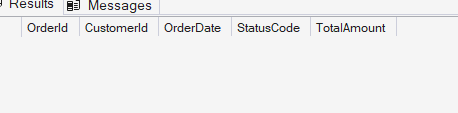 Results Messages
OrderId CustomerId OrderDate StatusCode TotalAmount